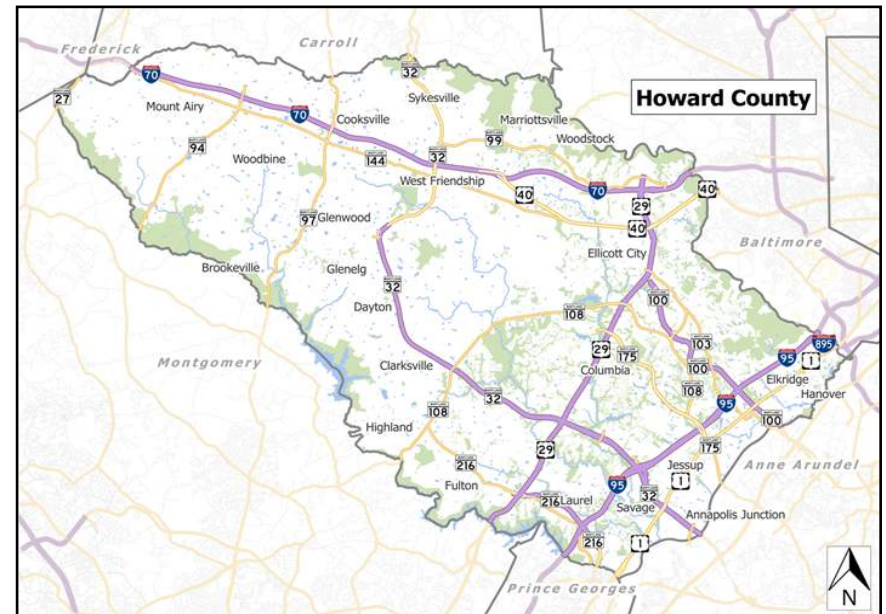 Carroll
Frederick
32
70
27
Howard County
Mount Airy
70
Cooksville
Sykesville
Marriottsville
94
99
Woodstock
Woodbine
144
32
West Friendship
40
70
29
40
97
Glenwood
40
Baltimore
Ellicott City
Brookeville
Glenelg
32
100
Dayton
108
103
895
29
175
95
1
Montgomery
Clarksville
Columbia
100
Elkridge
108
Hanover
32
95
108
100
Highland
29
175
216
Jessup
Anne Arundel
Fulton
95
1
216
Laurel
32
Savage
Annapolis Junction
216
1
N
Prince Georges